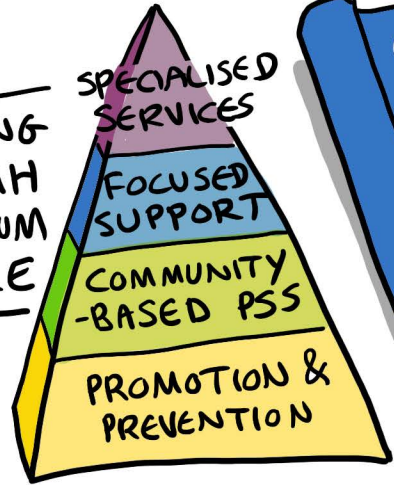 SPECIALISED
SERVICES
FOCUSED
SUPPORT
COMMUNITY
-BASED PSS
PROMOTION &
PREVENTION